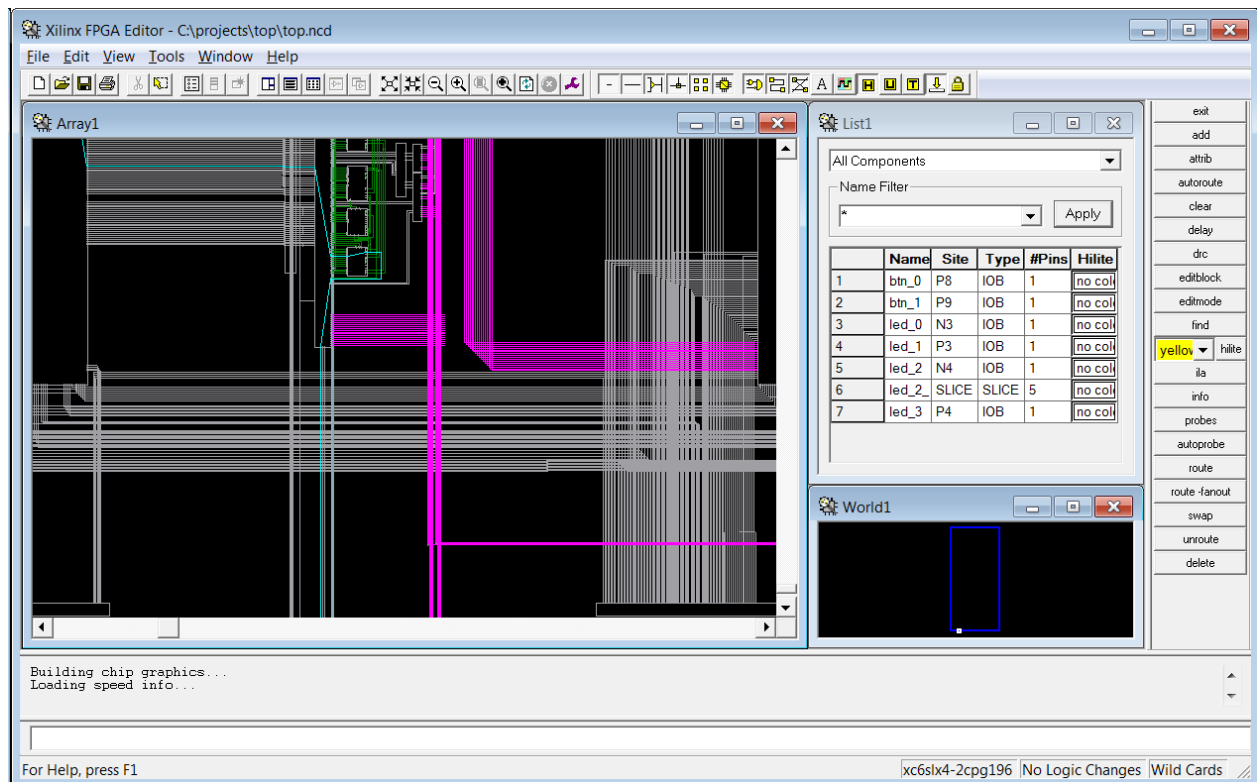 Xilinx FPGA Editor - C:\projects\top\top.ncd
File Edit View Tools Window Help
A H U T
Array1
List1
All Components
Name Filter
*
Apply
Name Site Type #Pins Hilite
1 btn_0 P8 IOB 1 no col
2 btn_1 P9 IOB 1 no col
3 led_0 N3 IOB 1 no col
4 led_1 P3 IOB 1 no col
5 led_2 N4 IOB 1 no col
6 led_2_ SLICE SLICE 5 no col
7 led_3 P4 IOB 1 no col
World1
exit
add
attrib
autoroute
clear
delay
drc
editblock
editmode
find
yellow hilite
ila
info
probes
autoprobe
route
route -fanout
swap
unroute
delete
Building chip graphics...
Loading speed info...
For Help, press F1
xc6slx4-2cpg196 No Logic Changes Wild Cards